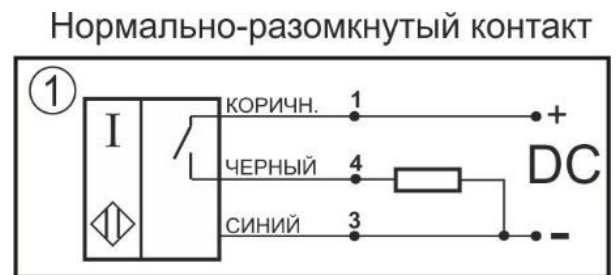 Нормально-разомкнутый контакт
1
I
КОРИЧН. 1 +
ЧЕРНЫЙ 4 DC
СИНИЙ 3 -